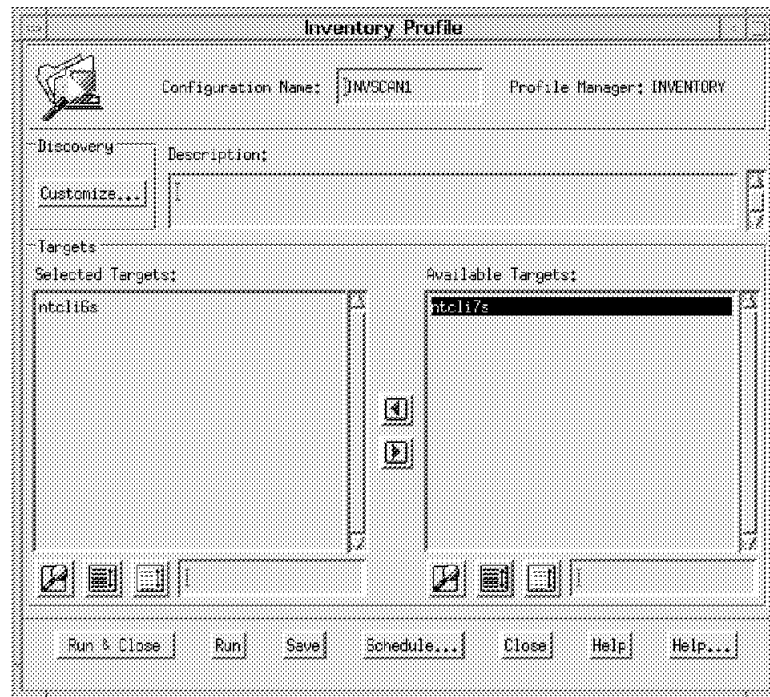 Inventory Profile
Configuration Name: INVSCAN1 Profile Manager: INVENTORY
Discovery
Description:
Customize...
Targets
Selected Targets: Available Targets:
ntcli6s ntcli7s
Run & Close Run Save Schedule... Close Help Help...